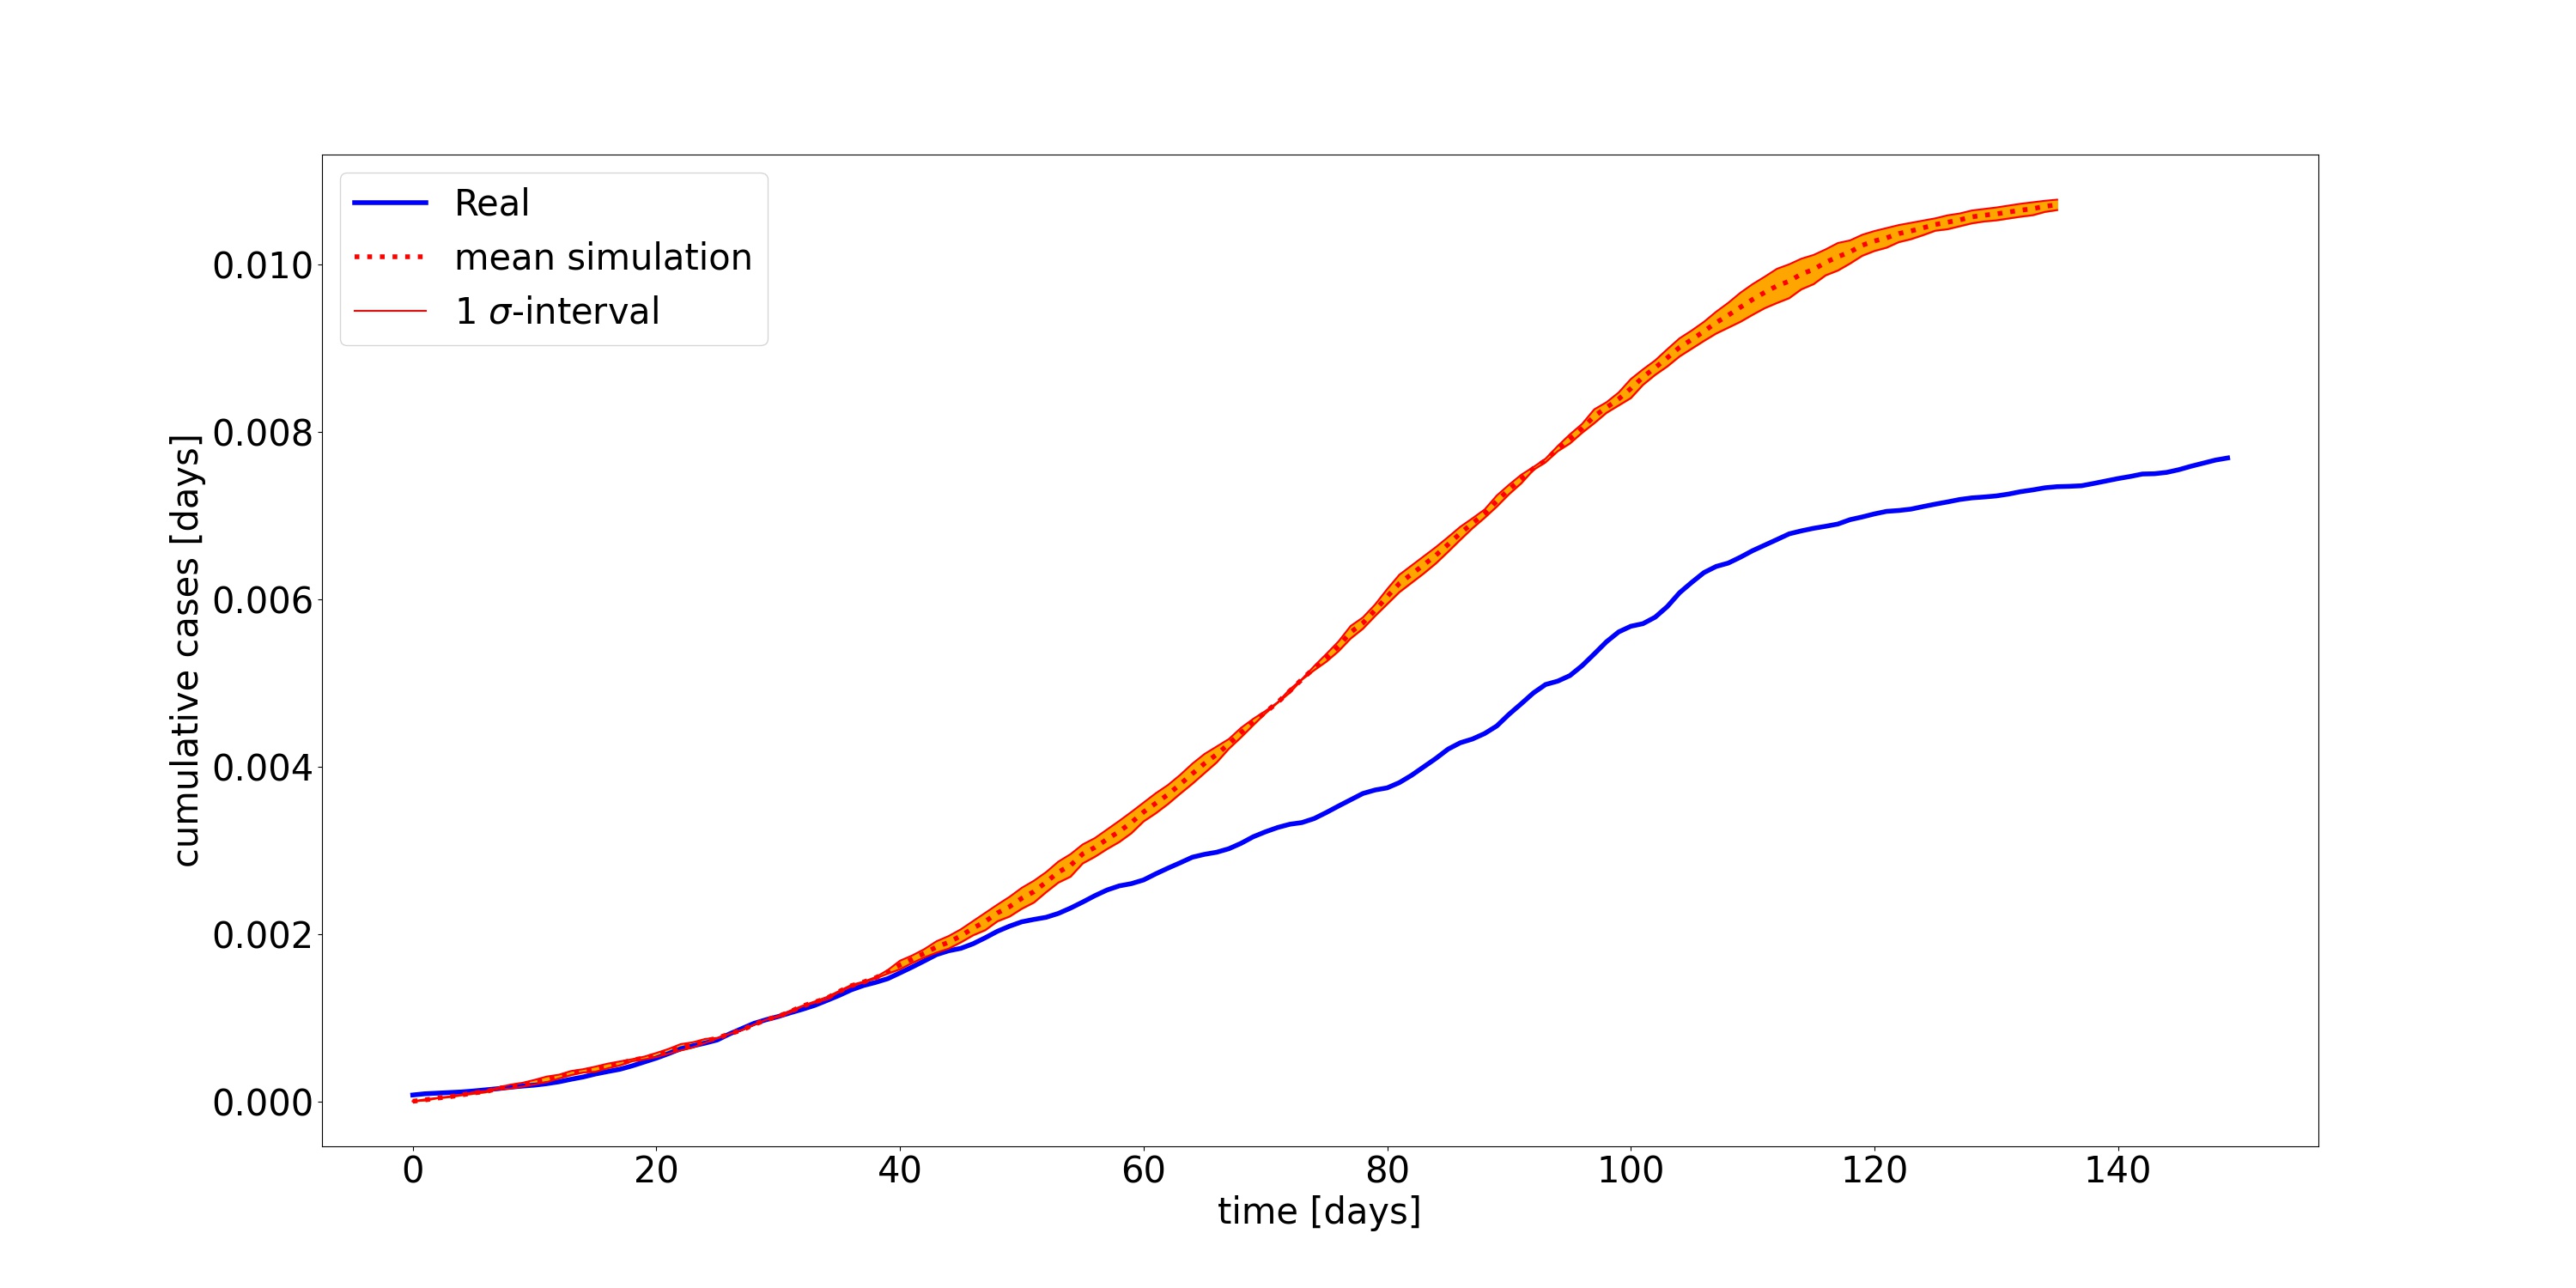 Real
mean simulation
1 σ-interval
cumulative cases [days]
0.010
0.008
0.006
0.004
0.002
0.000
0 20 40 60 80 100 120 140
time [days]